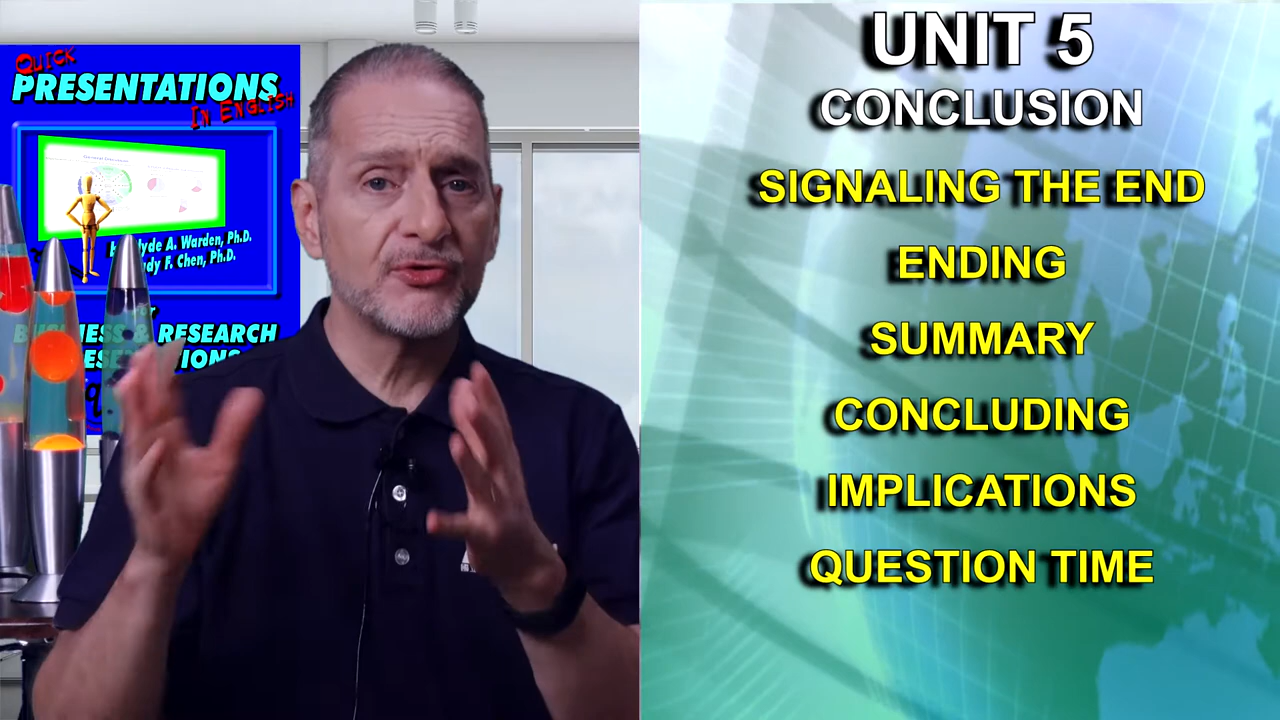 QUICK
PRESENTATIONS
IN ENGLISH
Clyde A. Warden, Ph.D.
Judy F. Chen, Ph.D.
& RESEARCH
UNIT 5
CONCLUSION
SIGNALING THE END
ENDING
SUMMARY
CONCLUDING
IMPLICATIONS
QUESTION TIME